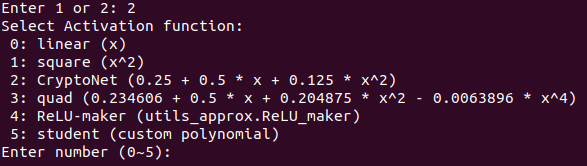 Enter 1 or 2: 2
Select Activation function:
 0: linear (x)
 1: square (x^2)
 2: CryptoNet (0.25 + 0.5 * x + 0.125 * x^2)
 3: quad (0.234606 + 0.5 * x + 0.204875 * x^2 - 0.0063896 * x^4)
 4: ReLU-maker (utils_approx.ReLU_maker)
 5: student (custom polynomial)
Enter number (0~5):